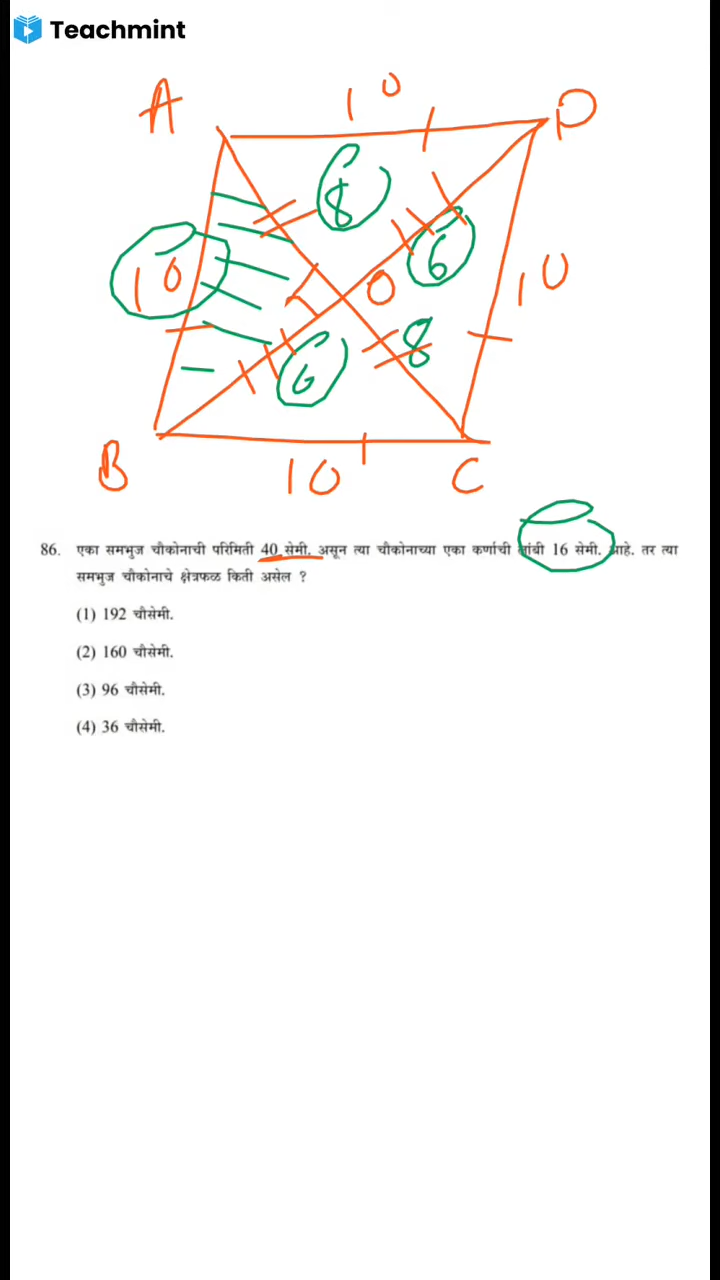 Teachmint
10
A
D
8
6
10
O
10
8
6
B
10
C
86. एका समभुज चौकोनाची परिमिती 40 सेमी. असून त्या चौकोनाच्या एका कर्णाची लांबी 16 सेमी. आहे. तर त्या
समभुज चौकोनाचे क्षेत्रफळ किती असेल ?
(1) 192 चौसेमी.
(2) 160 चौसेमी.
(3) 96 चौसेमी.
(4) 36 चौसेमी.